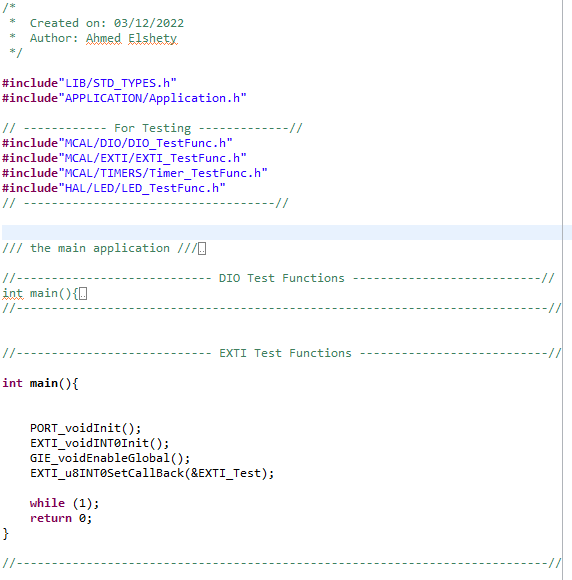 /*
 *  Created on: 03/12/2022
 *  Author: Ahmed Elshety
 */
#include"LIB/STD_TYPES.h"
#include"APPLICATION/Application.h"
// ------------ For Testing -------------//
#include"MCAL/DIO/DIO_TestFunc.h"
#include"MCAL/EXTI/EXTI_TestFunc.h"
#include"MCAL/TIMERS/Timer_TestFunc.h"
#include"HAL/LED/LED_TestFunc.h"
// ------------------------------------//
/// the main application ///
//---------------------------- DIO Test Functions ---------------------------//
int main(){
//----------------------------------------------------------------------------//
//---------------------------- EXTI Test Functions ---------------------------//
int main(){
    PORT_voidInit();
    EXTI_voidINT0Init();
    GIE_voidEnableGlobal();
    EXTI_u8INT0SetCallBack(&EXTI_Test);
    while (1);
    return 0;
}
//----------------------------------------------------------------------------//